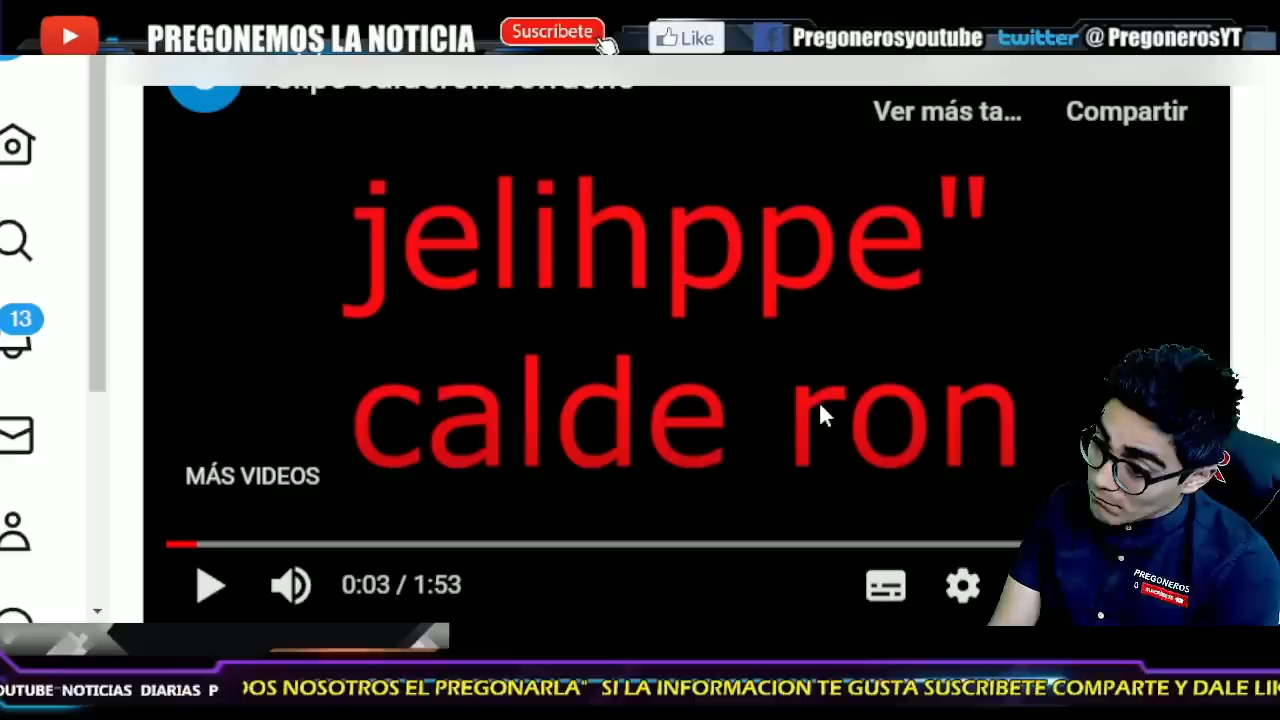 PREGONEMOS LA NOTICIA
Suscríbete
Like
Pregonerosyoutube
twitter @PregonerosYT
Ver más ta...
Compartir
jelihppe"
calde ron
13
MÁS VIDEOS
0:03 / 1:53
PREGONEROS
SUSCRIBETE
OUTUBE NOTICIAS DIARIAS P
OS NOSOTROS EL PREGONARLA" SI LA INFORMACION TE GUSTA SUSCRIBETE COMPARTE Y DALE LIK